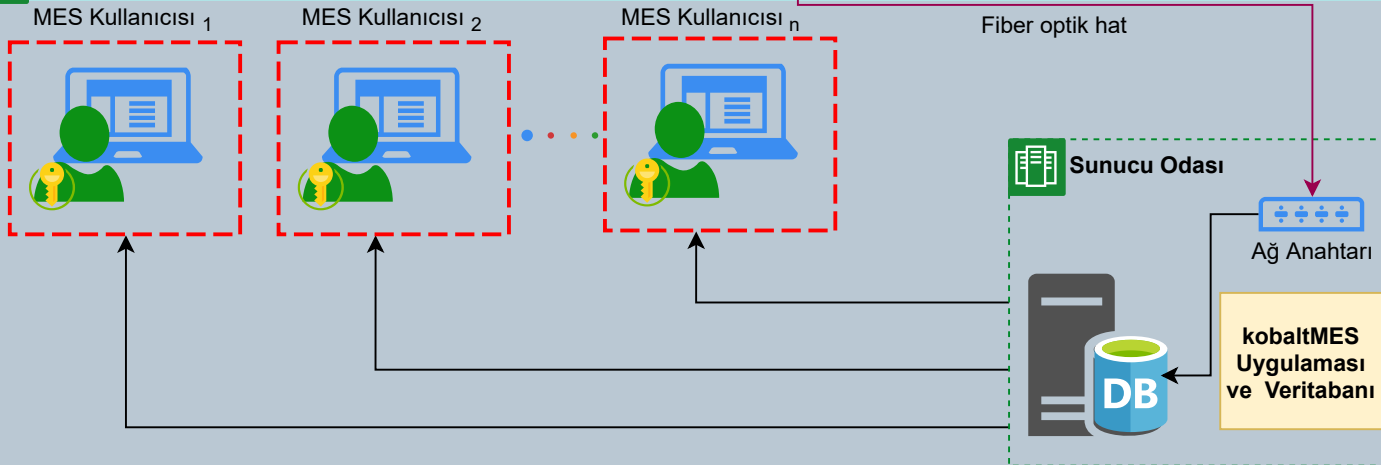 MES Kullanıcısı 1
MES Kullanıcısı 2
MES Kullanıcısı n
Fiber optik hat
Sunucu Odası
Ağ Anahtarı
kobaltMES
Uygulaması
ve Veritabanı
DB